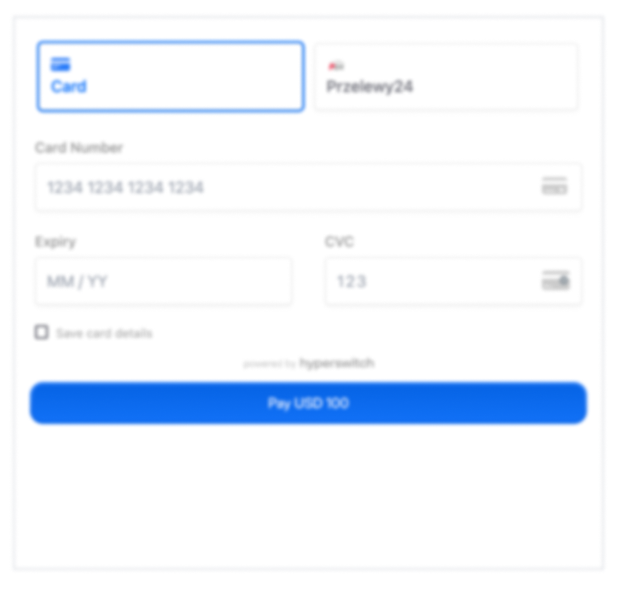 Card
Przelewy24
Card Number
1234 1234 1234 1234
Expiry
CVC
MM / YY
123
Save card details
powered by hyperswitch
Pay USD 100